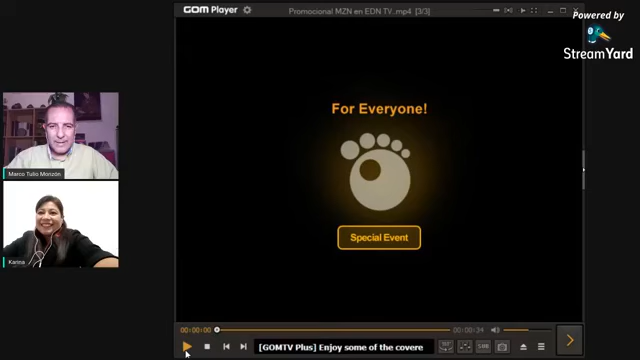 GOM Player
Promocional MZN en EDN TV..mp4 [3/3]
Powered by
StreamYard
For Everyone!
Special Event
Marco Tulio Monzón
Karina
00:00:00
00:00:34
[GOMTV Plus] Enjoy some of the covere